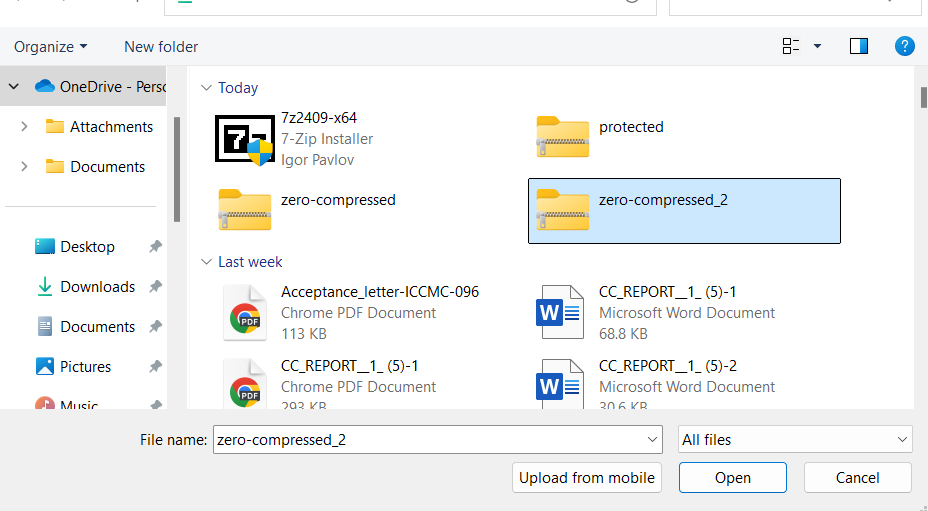 Organize
New folder
?
OneDrive - Perso
Attachments
Documents
Desktop
Downloads
Documents
Pictures
Music
Today
7z2409-x64
7-Zip Installer
Igor Pavlov
protected
zero-compressed
zero-compressed_2
Last week
Acceptance_letter-ICCMC-096
Chrome PDF Document
113 KB
PDF
CC_REPORT__1_ (5)-1
Microsoft Word Document
68.8 KB
W
CC_REPORT__1_ (5)-1
Chrome PDF Document
293 KB
PDF
CC_REPORT__1_ (5)-2
Microsoft Word Document
30.6 KB
W
File name: zero-compressed_2
All files
Upload from mobile
Open
Cancel